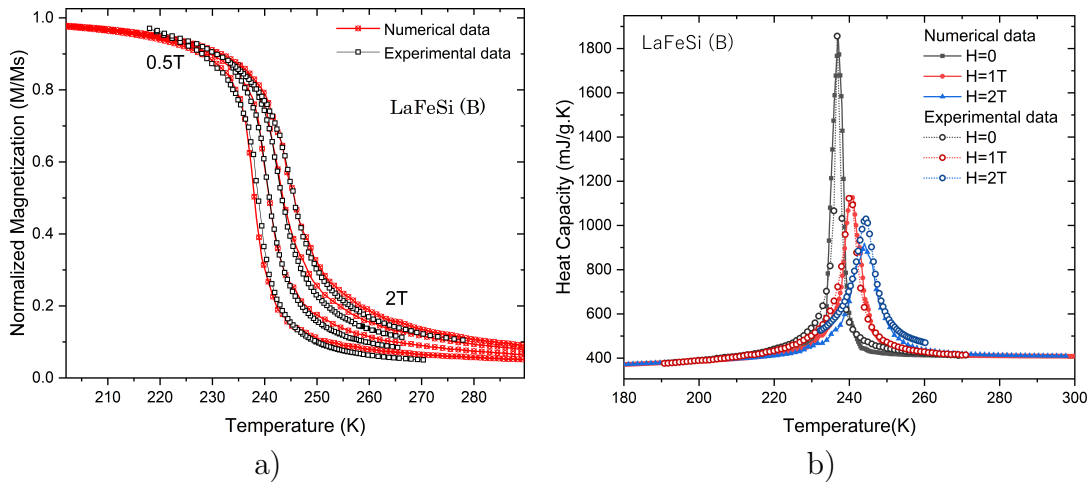 Normalized Magnetization (M/Ms)
1.0
0.8
0.6
0.4
0.2
0.0
0.5T
2T
Numerical data
Experimental data
LaFeSi (B)
210 220 230 240 250 260 270 280
Temperature (K)
a)
Heat Capacity (mJ/g.K)
1800
1600
1400
1200
1000
800
600
400
LaFeSi (B)
Numerical data
H=0
H=1T
H=2T
Experimental data
H=0
H=1T
H=2T
180 200 220 240 260 280 300
Temperature(K)
b)